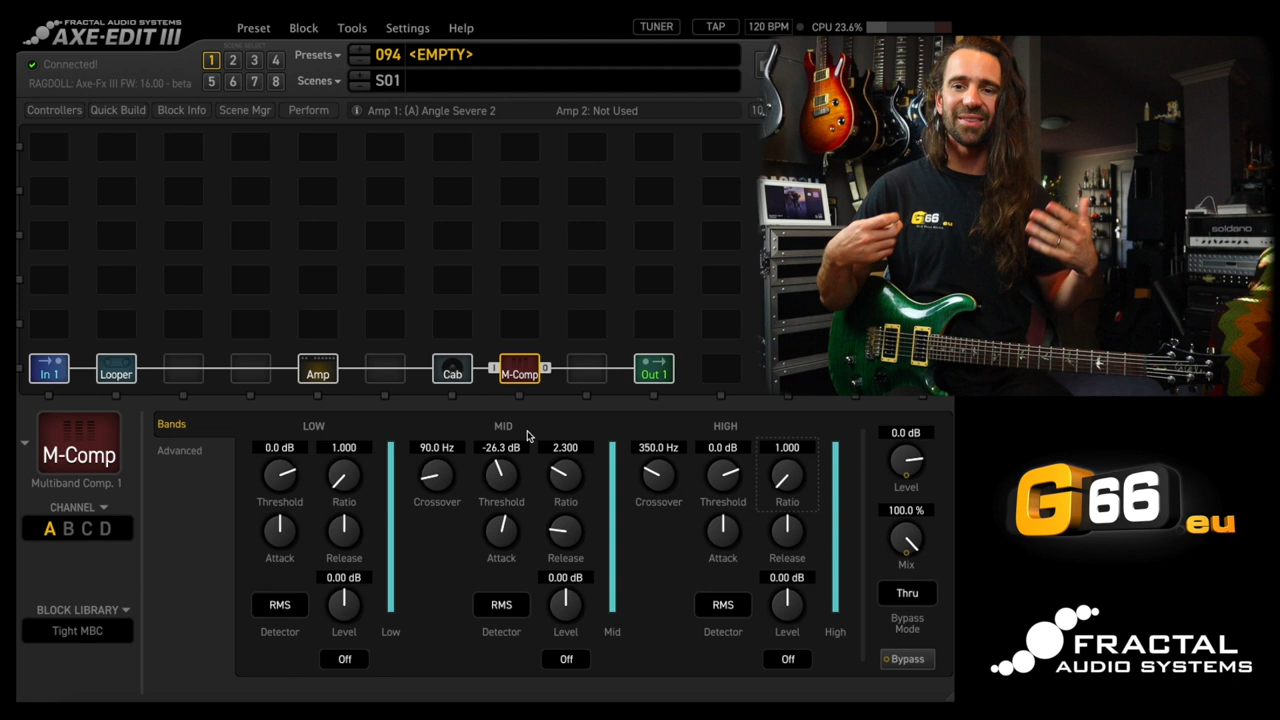 FRACTAL AUDIO SYSTEMS
AXE-EDIT III
Preset Block Tools Settings Help
TUNER TAP 120 BPM CPU 23.6%
SCENE SELECT
1 2 3 4
5 6 7 8
Presets 094 <EMPTY>
Connected!
Scenes S01
RAGDOLL: Axe-Fx III FW: 16.00 - beta
Controllers Quick Build Block Info Scene Mgr Perform Amp 1: (A) Angle Severe 2 Amp 2: Not Used
G66
.eu
soldano
In 1 Looper Amp Cab I M-Comp O Out 1
M-Comp
Multiband Comp. 1
CHANNEL
A B C D
BLOCK LIBRARY
Tight MBC
Bands
Advanced
LOW MID HIGH
0.0 dB 1.000 90.0 Hz -26.3 dB 2.300 350.0 Hz 0.0 dB 1.000
Threshold Ratio Crossover Threshold Ratio Crossover Threshold Ratio
Attack Release Attack Release Attack Release
0.00 dB 0.00 dB 0.00 dB
RMS RMS RMS
Detector Level Low Detector Level Mid Detector Level High
Off Off Off
0.0 dB
Level
100.0 %
Mix
Thru
Bypass
Mode
Bypass
G66
.eu
FRACTAL
AUDIO SYSTEMS